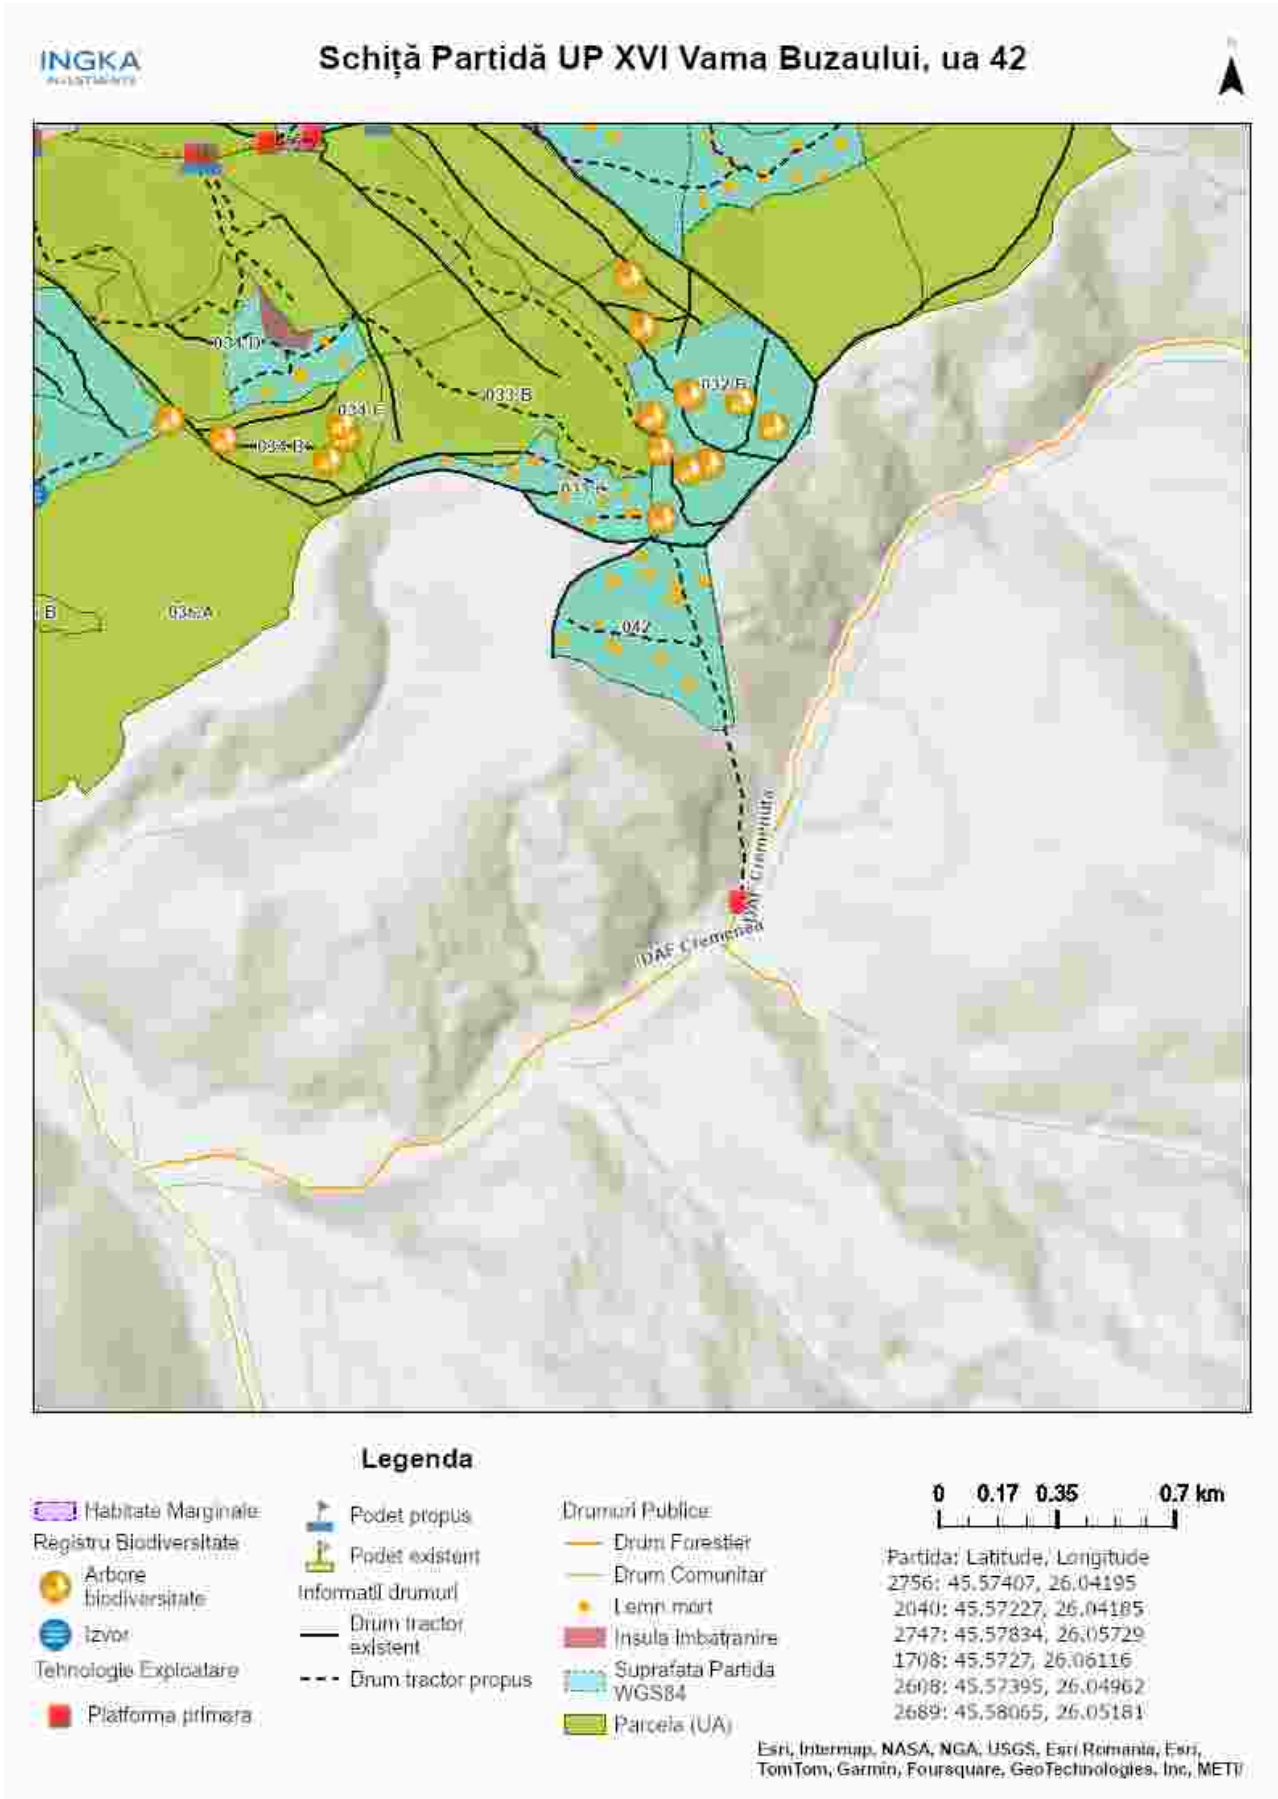 INGKA
INVESTMENTS
Schiță Partidă UP XVI Vama Buzaului, ua 42
N
034 D
033 B
032 B
034 B
036 A
B
042
DAF Cremenuta
DAF Cremenea
Legenda
Habitate Marginale
Registru Biodiversitate
Arbore
biodiversitate
Izvor
Tehnologie Exploatare
Platforma primara
Podet propus
Podet existent
Informatii drumuri
Drum tractor
existent
Drum tractor propus
Drumuri Publice
Drum Forestier
Drum Comunitar
Lemn mort
Insula Imbatranire
Suprafata Partida
WGS84
Parcela (UA)
0 0.17 0.35 0.7 km
Partida: Latitude, Longitude
2756: 45.57407, 26.04195
2040: 45.57227, 26.04185
2747: 45.57834, 26.05729
1708: 45.5727, 26.06116
2608: 45.57395, 26.04962
2689: 45.58065, 26.05181
Esri, Intermap, NASA, NGA, USGS, Esri Romania, Esri,
TomTom, Garmin, Foursquare, GeoTechnologies, Inc, METI/